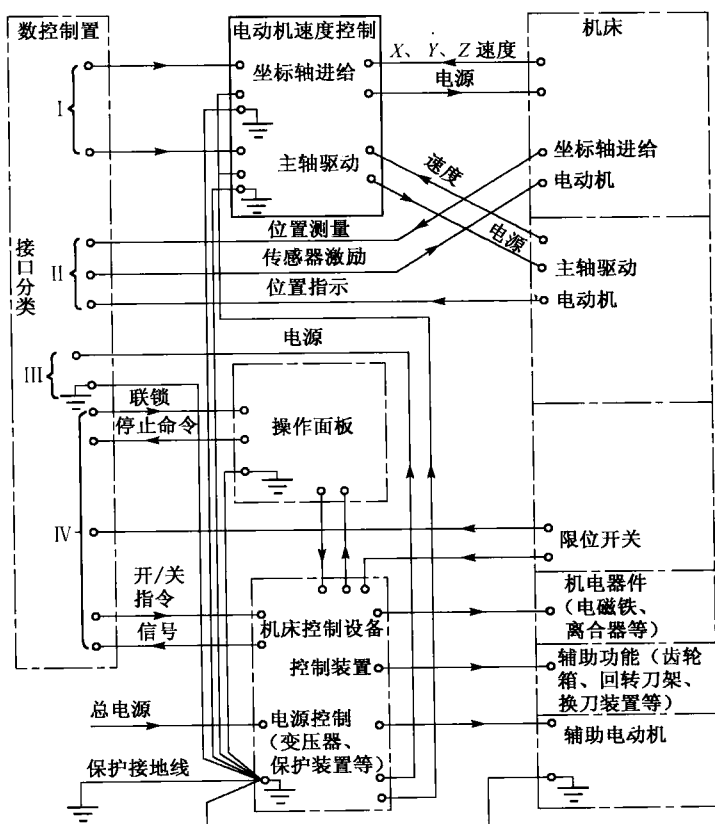 数控制置
电动机速度控制
机床
坐标轴进给
X、Y、Z 速度
电源
I
主轴驱动
速度
电源
坐标轴进给
电动机
接口分类
II
位置测量
传感器激励
位置指示
主轴驱动
电动机
III
电源
联锁
停止命令
操作面板
IV
限位开关
开/关
指令
信号
机床控制设备
控制装置
机电器件
(电磁铁、
离合器等)
辅助功能(齿轮
箱、回转刀架、
换刀装置等)
总电源
电源控制
(变压器、
保护装置等)
辅助电动机
保护接地线